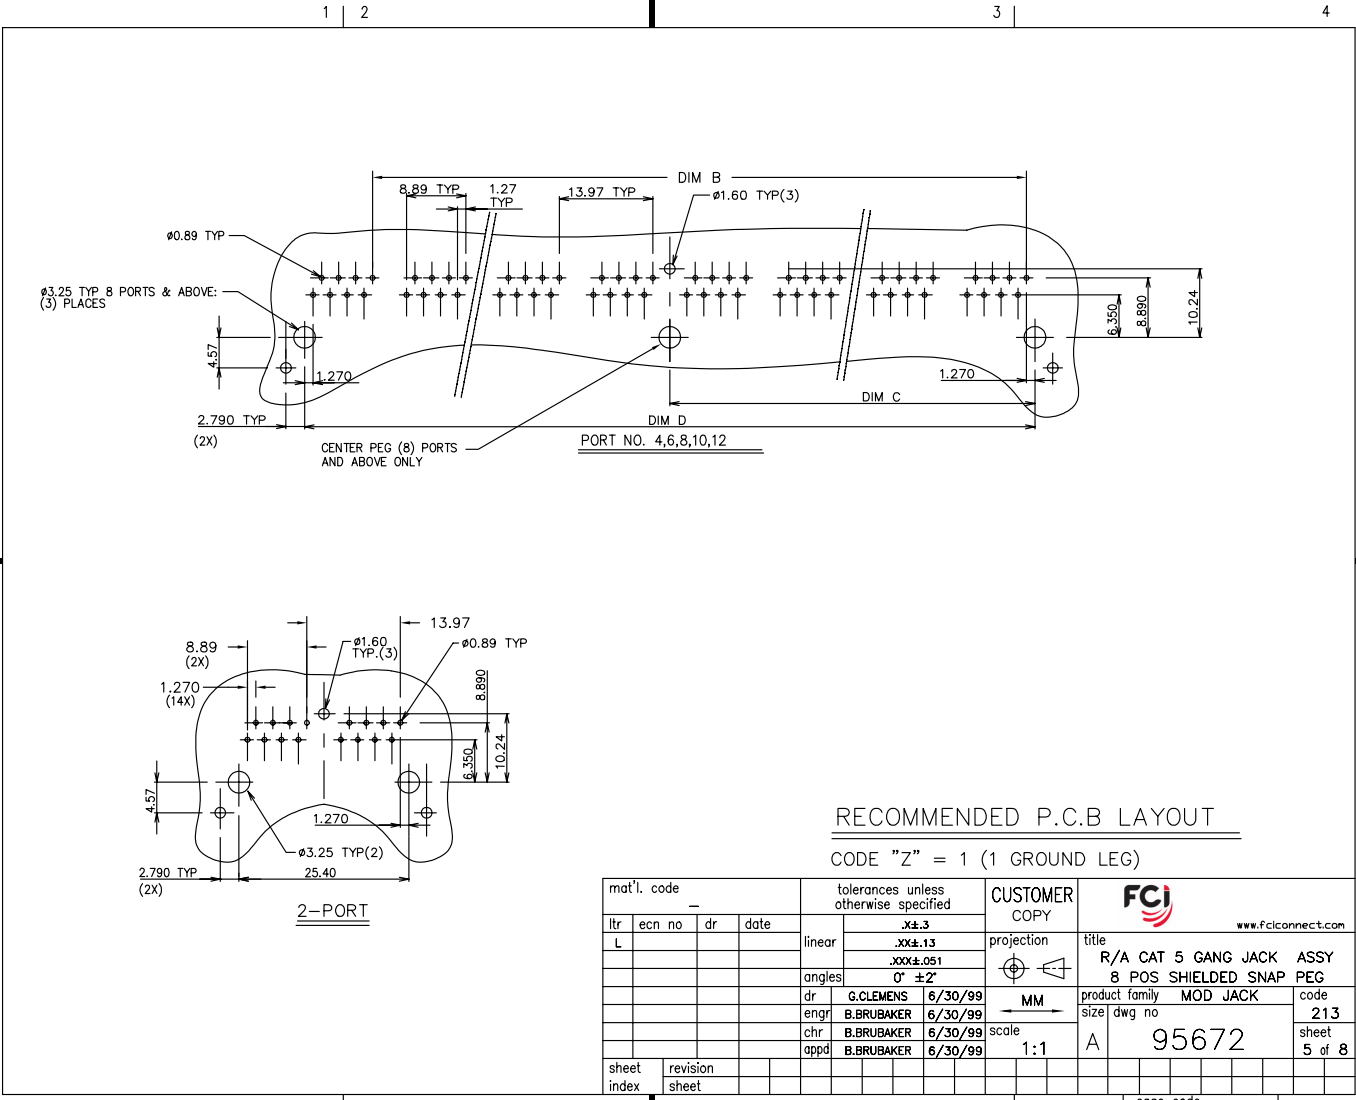 1 2 3 4
DIM B
8.89 TYP 1.27 TYP 13.97 TYP ø1.60 TYP(3)
ø0.89 TYP
ø3.25 TYP 8 PORTS & ABOVE:
(3) PLACES
4.57
1.270
2.790 TYP
(2X)
6.350
8.890
10.24
1.270
DIM C
DIM D
CENTER PEG (8) PORTS
AND ABOVE ONLY
PORT NO. 4,6,8,10,12
13.97
8.89
(2X)
ø1.60
TYP.(3)
ø0.89 TYP
1.270
(14X)
8.890
10.24
6.350
4.57
1.270
ø3.25 TYP(2)
2.790 TYP
(2X)
25.40
2-PORT
RECOMMENDED P.C.B LAYOUT
CODE "Z" = 1 (1 GROUND LEG)
mat'l. code
–
tolerances unless
otherwise specified
CUSTOMER
COPY
FCi
www.fciconnect.com
ltr ecn no dr date
L
linear
.X±.3
.XX±.13
.XXX±.051
angles 0° ±2°
projection
title
R/A CAT 5 GANG JACK ASSY
8 POS SHIELDED SNAP PEG
dr G.CLEMENS 6/30/99
engr B.BRUBAKER 6/30/99
chr B.BRUBAKER 6/30/99
appd B.BRUBAKER 6/30/99
MM
scale
1:1
product family MOD JACK
code
213
size dwg no
A 95672
sheet
5 of 8
sheet
index
revision
sheet